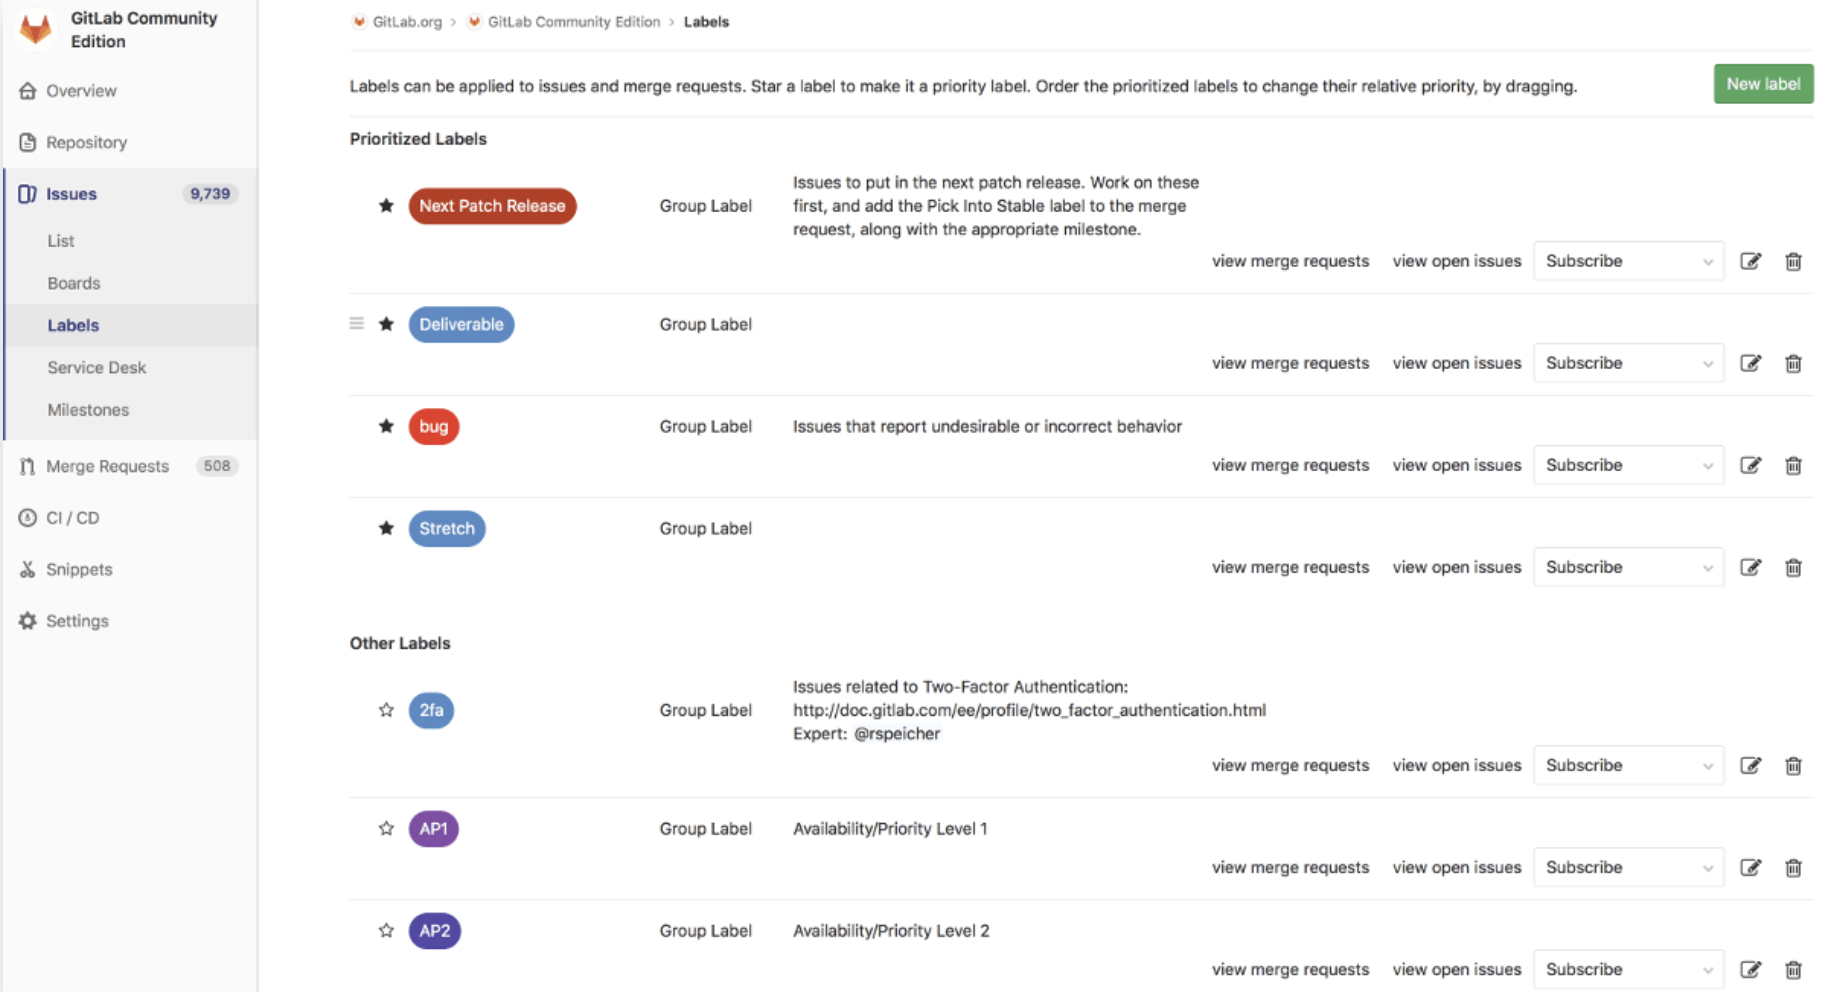 GitLab Community
Edition
Overview
Repository
Issues 9,739
List
Boards
Labels
Service Desk
Milestones
Merge Requests 508
CI / CD
Snippets
Settings
GitLab.org > GitLab Community Edition > Labels
Labels can be applied to issues and merge requests. Star a label to make it a priority label. Order the prioritized labels to change their relative priority, by dragging.
New label
Prioritized Labels
Next Patch Release
Group Label
Issues to put in the next patch release. Work on these
first, and add the Pick Into Stable label to the merge
request, along with the appropriate milestone.
view merge requests view open issues Subscribe
Deliverable Group Label
view merge requests view open issues Subscribe
bug Group Label Issues that report undesirable or incorrect behavior
view merge requests view open issues Subscribe
Stretch Group Label
view merge requests view open issues Subscribe
Other Labels
2fa
Group Label
Issues related to Two-Factor Authentication:
http://doc.gitlab.com/ee/profile/two_factor_authentication.html
Expert: @rspeicher
view merge requests view open issues Subscribe
AP1 Group Label Availability/Priority Level 1
view merge requests view open issues Subscribe
AP2 Group Label Availability/Priority Level 2
view merge requests view open issues Subscribe